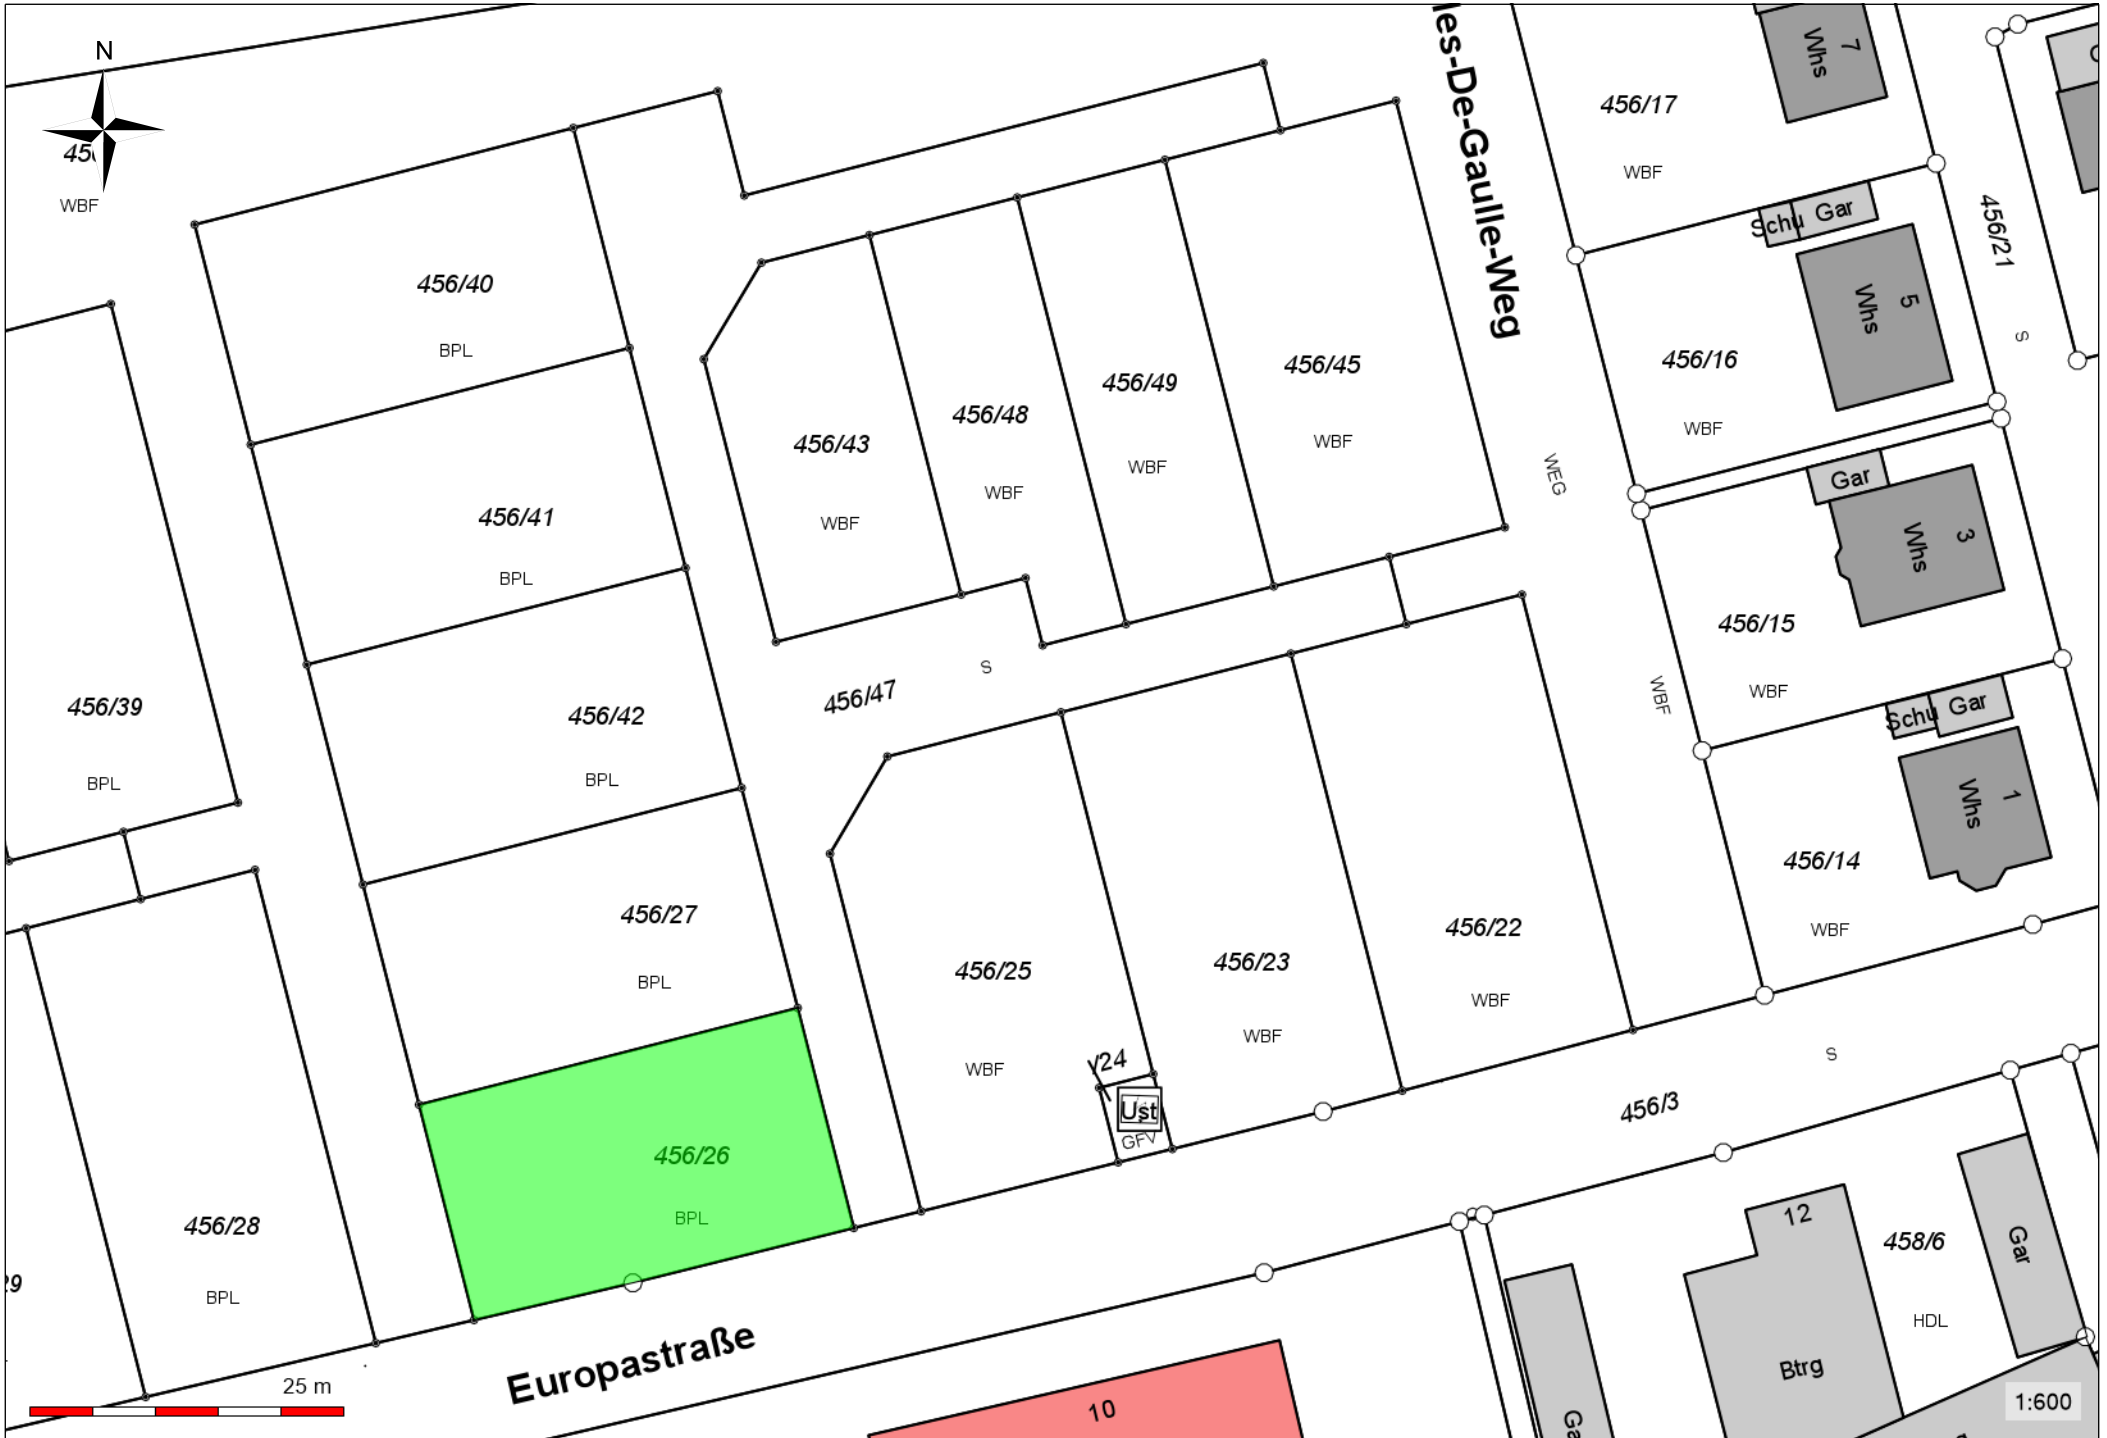 N
WBF
456/40
BPL
456/41
BPL
456/42
BPL
456/27
BPL
456/26
BPL
456/39
BPL
456/28
BPL
456/43
WBF
456/48
WBF
456/49
WBF
456/45
WBF
456/47
S
456/25
WBF
456/23
WBF
456/22
WBF
Ust
GFV
les-De-Gaulle-Weg
WEG
WBF
456/17
WBF
7
Whs
Schu
Gar
456/16
WBF
5
Whs
456/21
S
Gar
456/15
WBF
3
Whs
Schu
Gar
456/14
WBF
1
Whs
456/3
S
Europastraße
10
12
Btrg
458/6
HDL
Gar
25 m
1:600